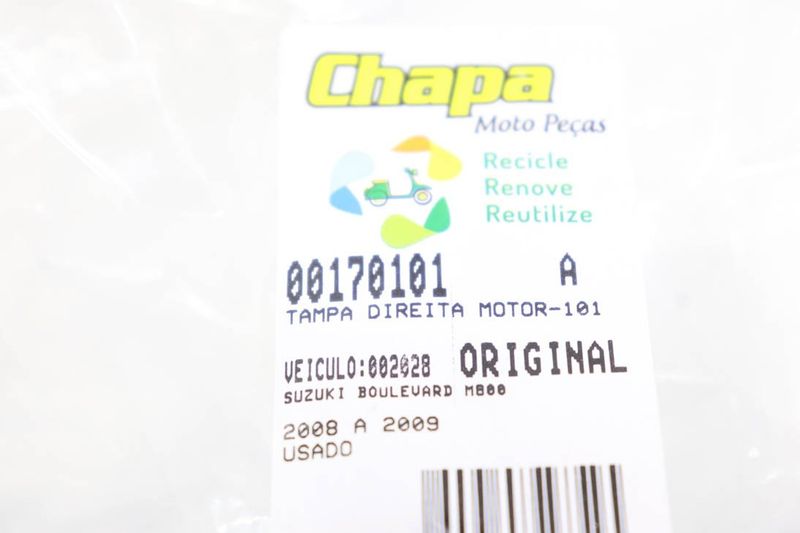 Chapa
Moto Peças
Recicle
Renove
Reutilize
00170101 A
TAMPA DIREITA MOTOR-101
VEICULO:002028 ORIGINAL
SUZUKI BOULEVARD M800
2008 A 2009
USADO